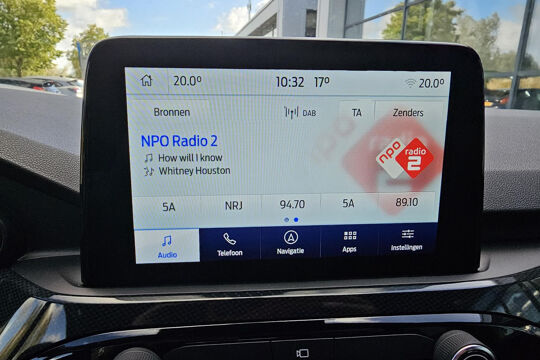 20.0° 10:32 17° 20.0°
Bronnen DAB TA Zenders
NPO Radio 2
How will I know
Whitney Houston
npo radio 2
5A NRJ 94.70 5A 89.10
Audio Telefoon Navigatie Apps Instellingen